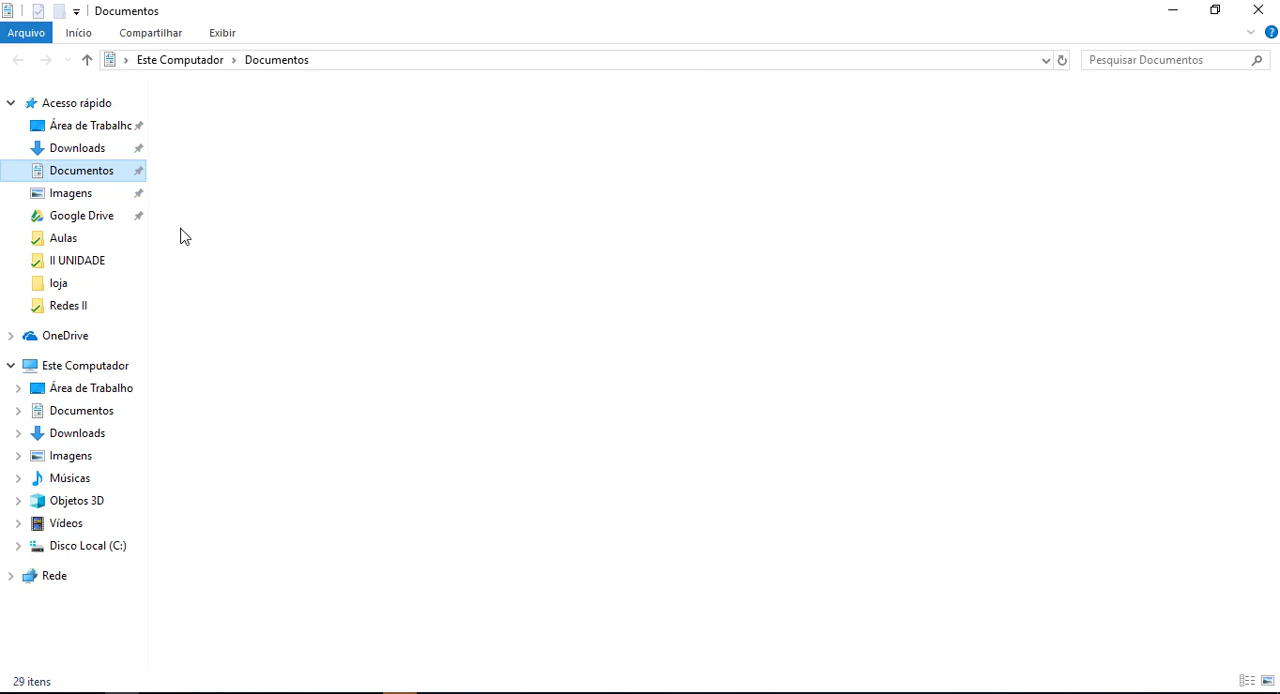 Documentos
Arquivo Início Compartilhar Exibir
Este Computador Documentos Pesquisar Documentos
Acesso rápido
Área de Trabalho
Downloads
Documentos
Imagens
Google Drive
Aulas
II UNIDADE
loja
Redes II
OneDrive
Este Computador
Área de Trabalho
Documentos
Downloads
Imagens
Músicas
Objetos 3D
Vídeos
Disco Local (C:)
Rede
29 itens